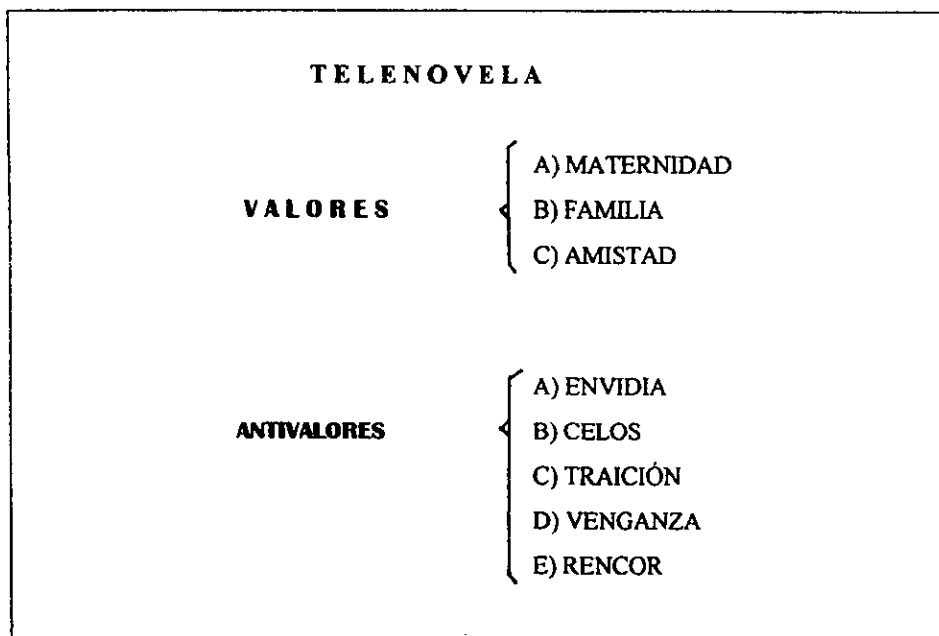 TELENOVELA
VALORES
A) MATERNIDAD
B) FAMILIA
C) AMISTAD
ANTIVALORES
A) ENVIDIA
B) CELOS
C) TRAICIÓN
D) VENGANZA
E) RENCOR